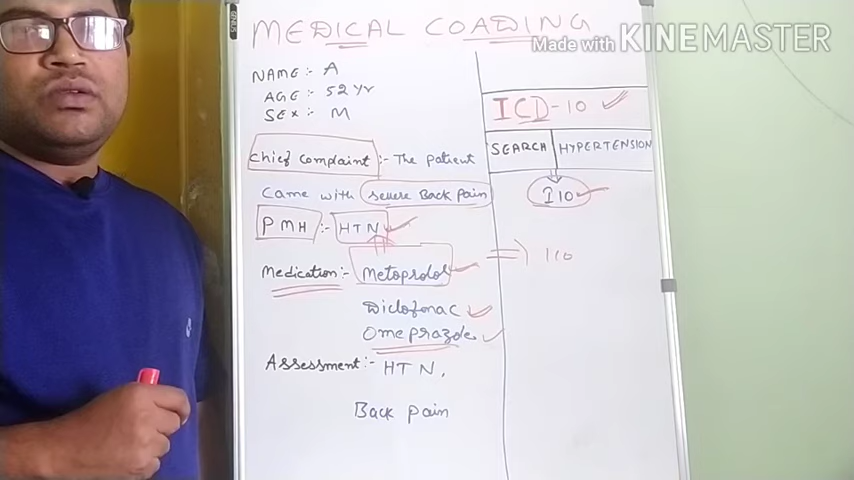 MEDICAL COADING
Made with KINEMASTER
NAME :- A
AGE :- 52 yr
SEX :- M
Chief Complaint :- The patient
Came with severe Back Pain
PMH :- HTN
Medication :- Metoprolol
Diclofonac
Omeprazole
Assessment :- HTN,
Back pain
ICD-10
SEARCH HYPERTENSION
I10
I10